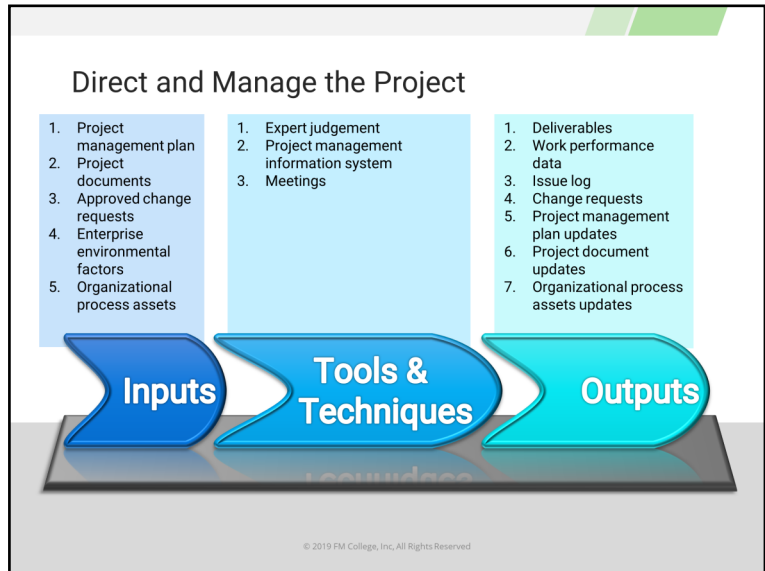 Direct and Manage the Project
1. Project
management plan
2. Project
documents
3. Approved change
requests
4. Enterprise
environmental
factors
5. Organizational
process assets
1. Expert judgement
2. Project management
information system
3. Meetings
1. Deliverables
2. Work performance
data
3. Issue log
4. Change requests
5. Project management
plan updates
6. Project document
updates
7. Organizational process
assets updates
Inputs
Tools &
Techniques
Outputs
© 2019 FM College, Inc, All Rights Reserved